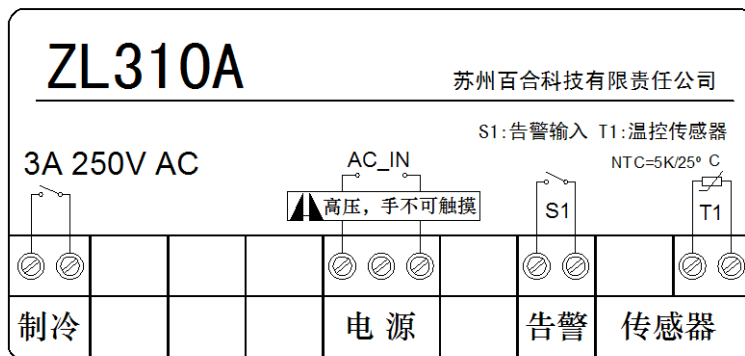 ZL310A
苏州百合科技有限责任公司
S1:告警输入 T1:温控传感器
3A 250V AC
AC_IN
NTC=5K/25° C
高压，手不可触摸
S1
T1
制冷
电 源
告警
传感器